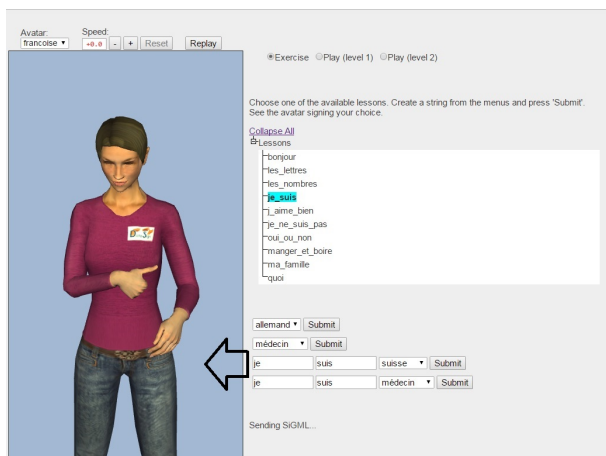 Avatar: Speed:
francoise +0.0 - + Reset Replay
Exercise Play (level 1) Play (level 2)
Choose one of the available lessons. Create a string from the menus and press 'Submit'.
See the avatar signing your choice.
Collapse All
Lessons
bonjour
les_lettres
les_nombres
je_suis
j_aime_bien
je_ne_suis_pas
oui_ou_non
manger_et_boire
ma_famille
quoi
allemand Submit
médecin Submit
je suis suisse Submit
je suis médecin Submit
Sending SiGML...